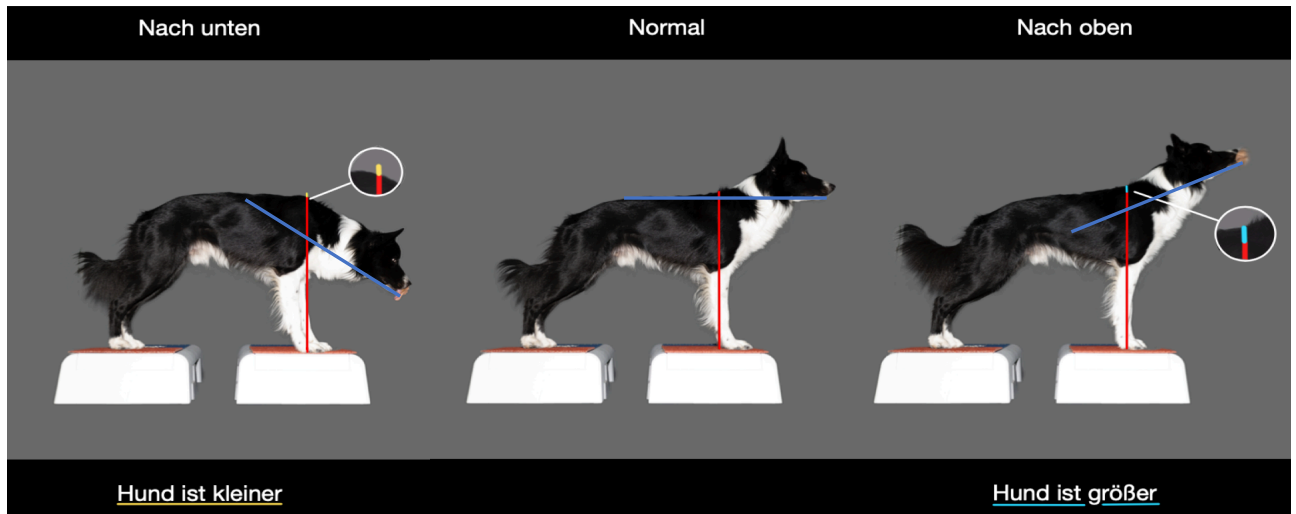 Nach unten
Normal
Nach oben
Hund ist kleiner
Hund ist größer